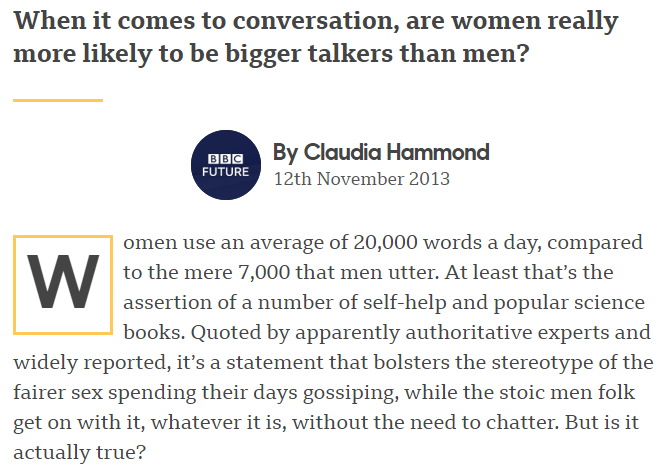 When it comes to conversation, are women really
more likely to be bigger talkers than men?
BBC
FUTURE
By Claudia Hammond
12th November 2013
Women use an average of 20,000 words a day, compared
to the mere 7,000 that men utter. At least that’s the
assertion of a number of self-help and popular science
books. Quoted by apparently authoritative experts and
widely reported, it’s a statement that bolsters the stereotype of the
fairer sex spending their days gossiping, while the stoic men folk
get on with it, whatever it is, without the need to chatter. But is it
actually true?